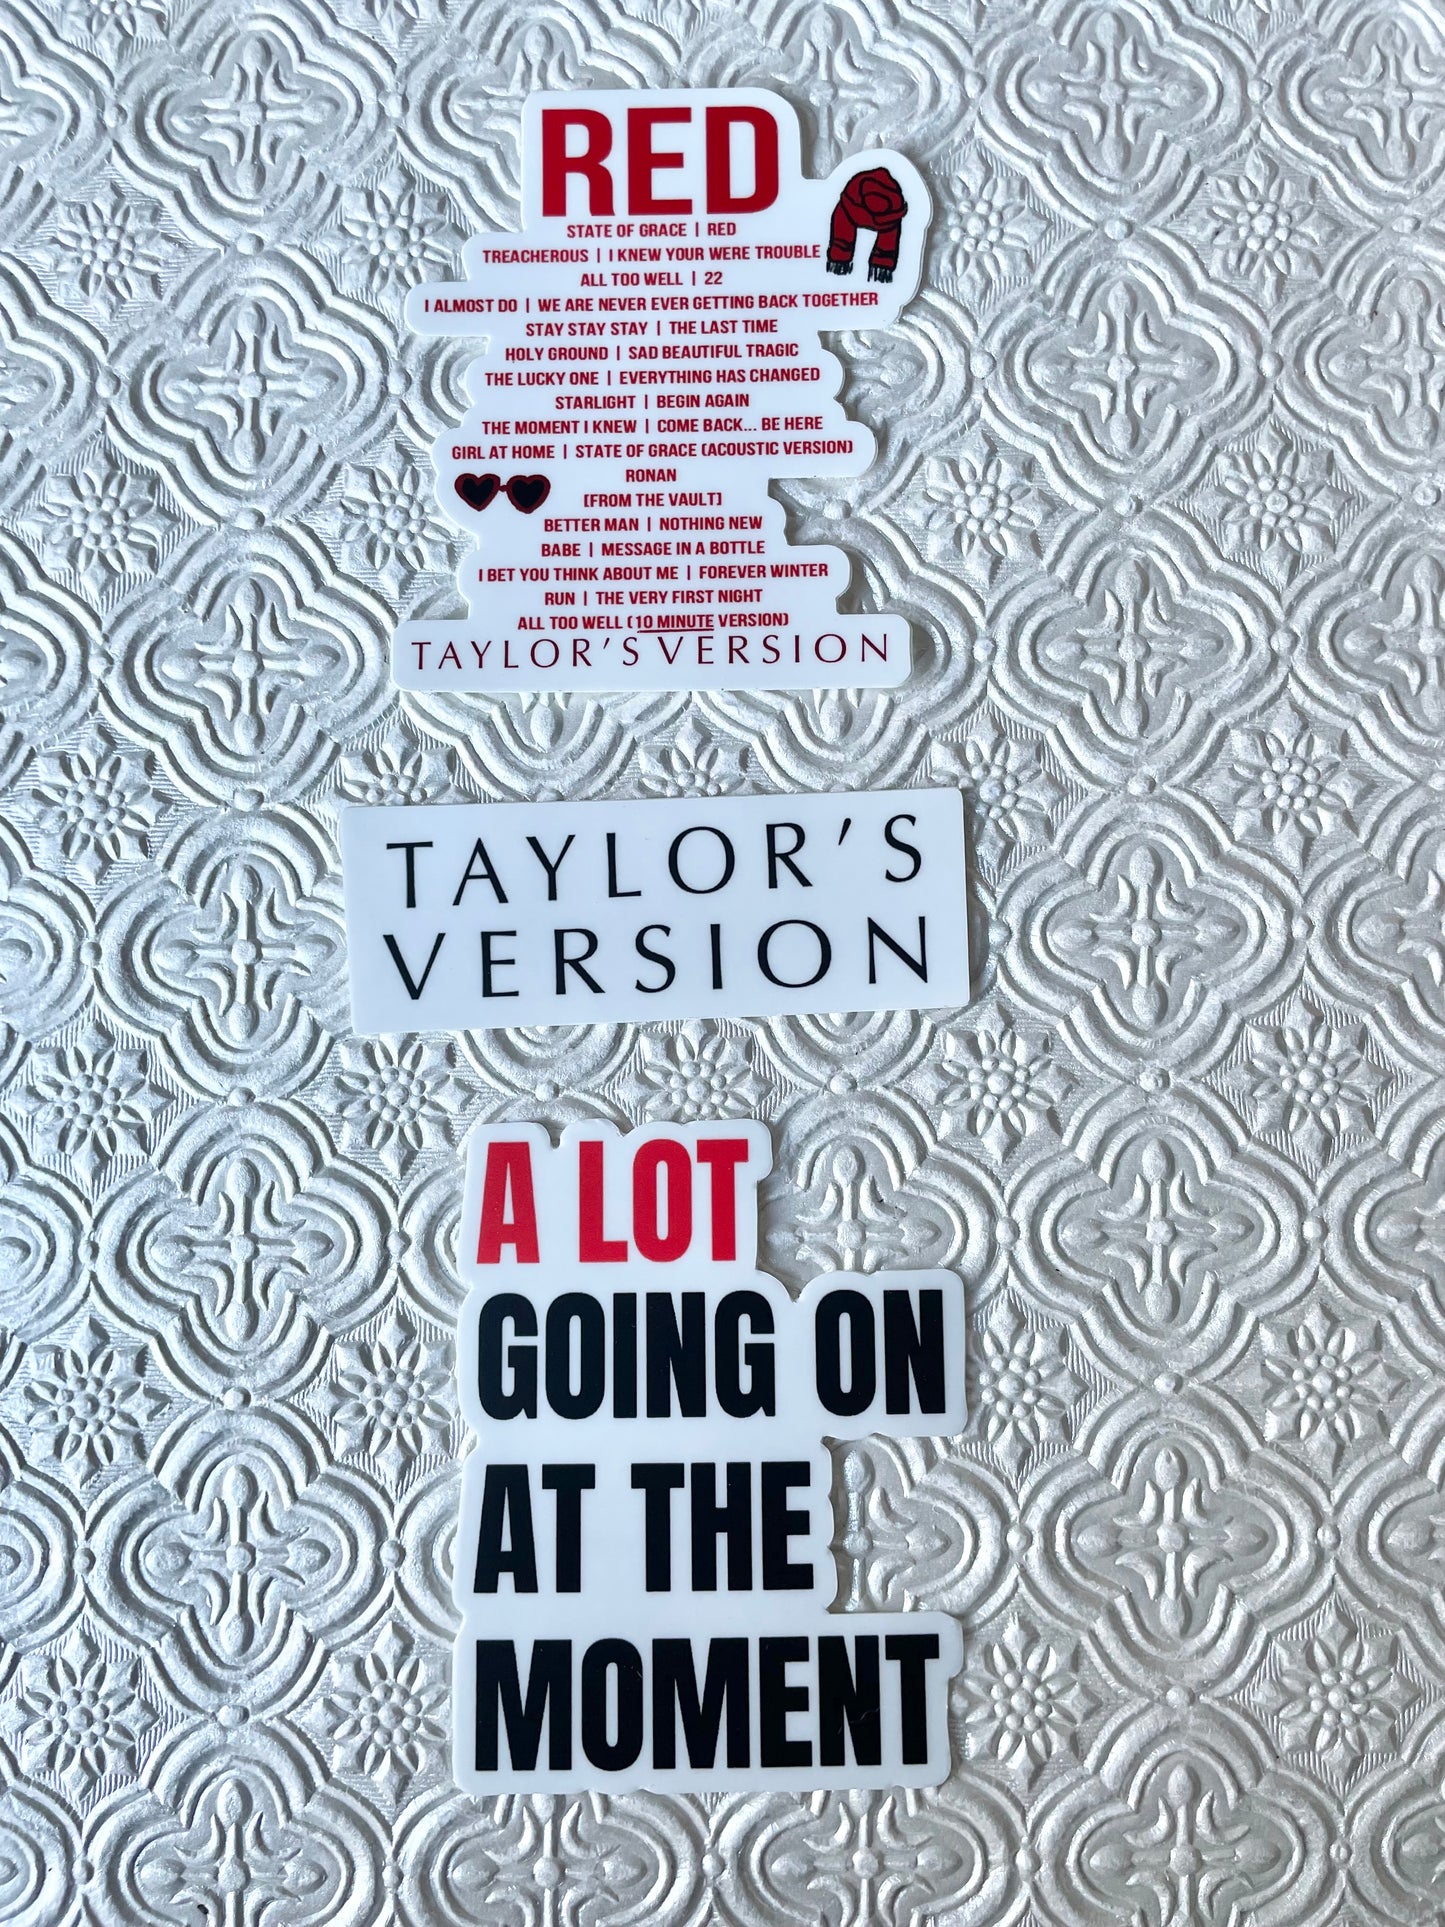 RED
STATE OF GRACE | RED
TREACHEROUS | I KNEW YOUR WERE TROUBLE
ALL TOO WELL | 22
I ALMOST DO | WE ARE NEVER EVER GETTING BACK TOGETHER
STAY STAY STAY | THE LAST TIME
HOLY GROUND | SAD BEAUTIFUL TRAGIC
THE LUCKY ONE | EVERYTHING HAS CHANGED
STARLIGHT | BEGIN AGAIN
THE MOMENT I KNEW | COME BACK... BE HERE
GIRL AT HOME | STATE OF GRACE (ACOUSTIC VERSION)
RONAN
[FROM THE VAULT]
BETTER MAN | NOTHING NEW
BABE | MESSAGE IN A BOTTLE
I BET YOU THINK ABOUT ME | FOREVER WINTER
RUN | THE VERY FIRST NIGHT
ALL TOO WELL (10 MINUTE VERSION)
TAYLOR'S VERSION
TAYLOR'S
VERSION
A LOT
GOING ON
AT THE
MOMENT